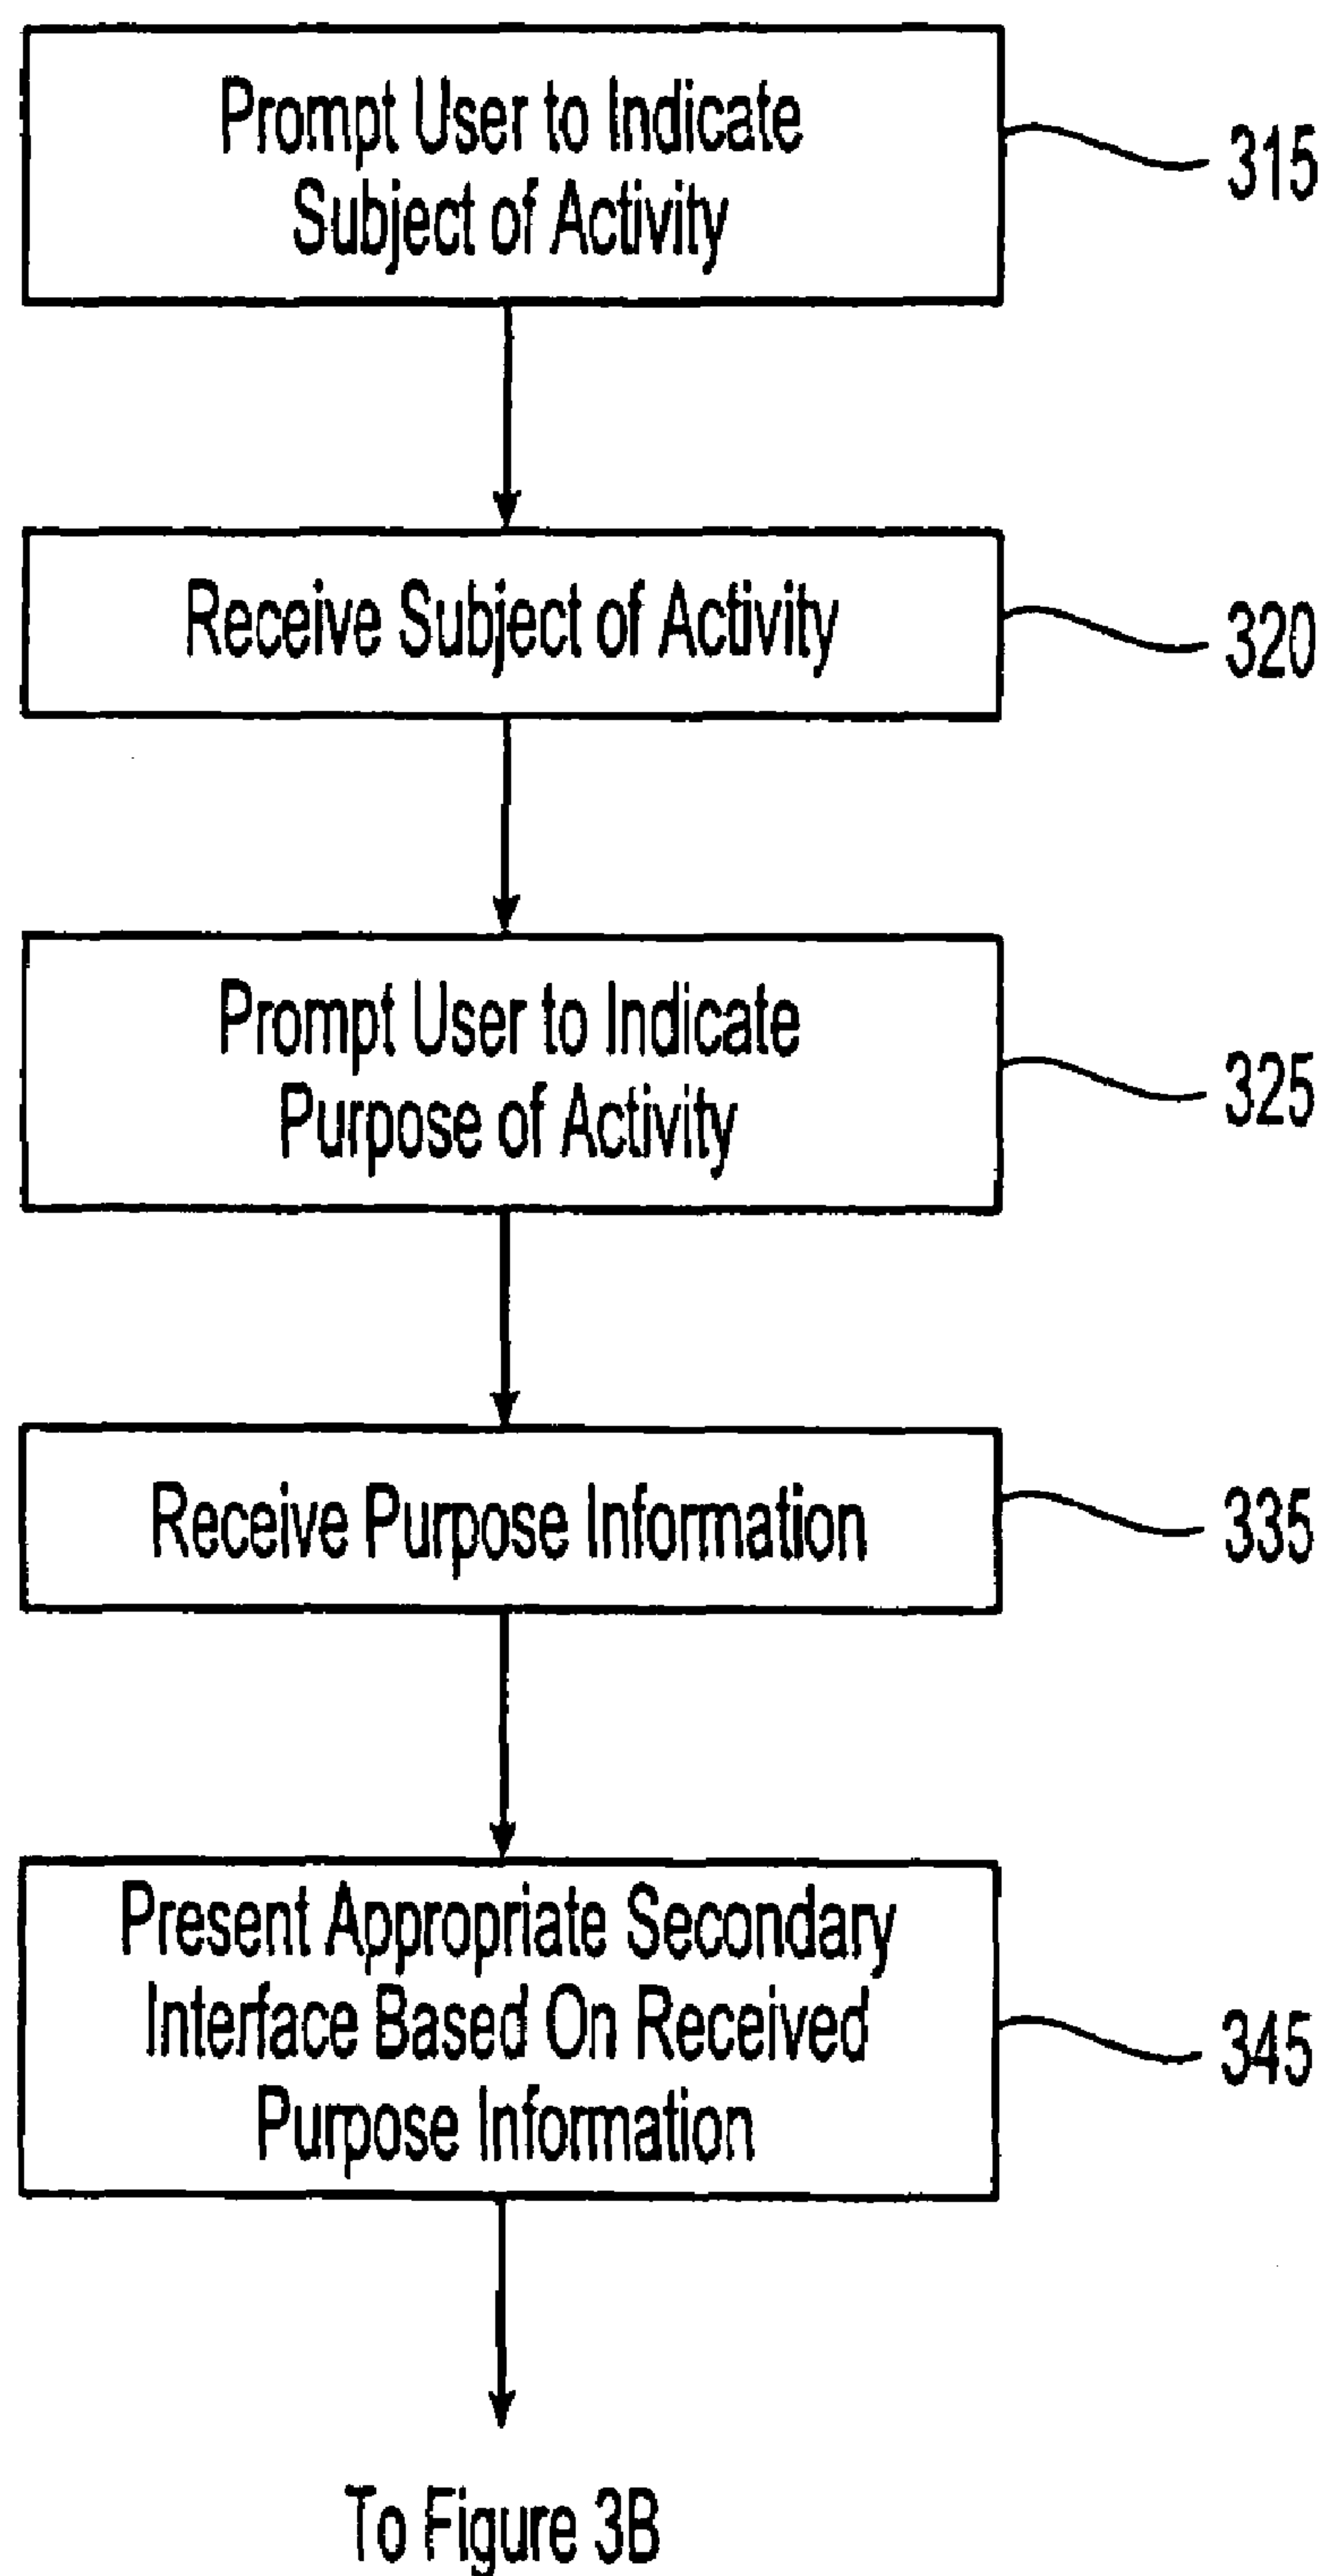 Prompt User to Indicate
Subject of Activity
315
Receive Subject of Activity
320
Prompt User to Indicate
Purpose of Activity
325
Receive Purpose Information
335
Present Appropriate Secondary
Interface Based On Received
Purpose Information
345
To Figure 3B